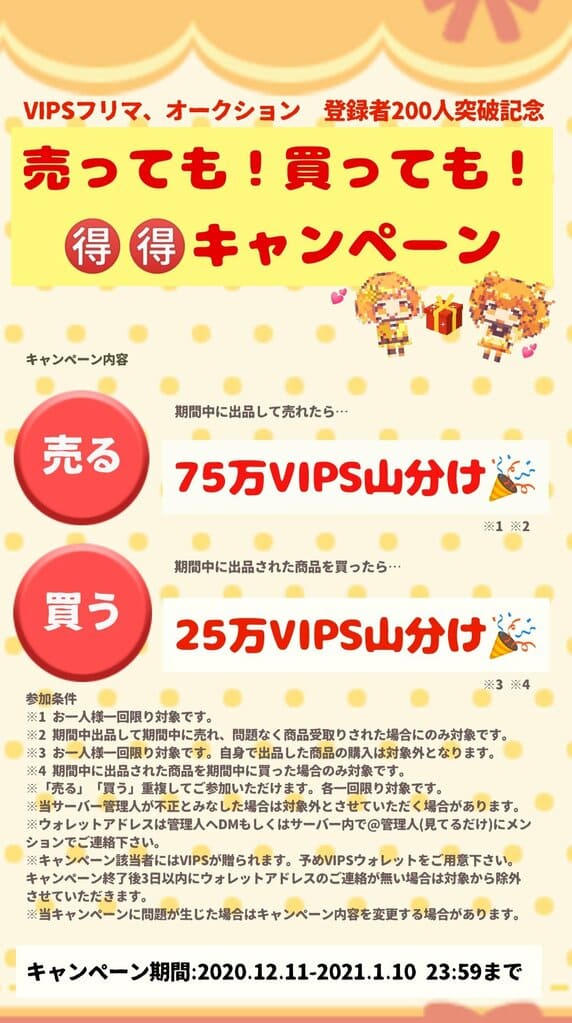 VIPSフリマ、オークション　登録者200人突破記念
売っても！買っても！
得 得 キャンペーン
キャンペーン内容
期間中に出品して売れたら…
売る
75万VIPS山分け
※1 ※2
期間中に出品された商品を買ったら…
買う
25万VIPS山分け
※3 ※4
参加条件
※1 お一人様一回限り対象です。
※2 期間中出品して期間中に売れ、問題なく商品受取りされた場合にのみ対象です。
※3 お一人様一回限り対象です。自身で出品した商品の購入は対象外となります。
※4 期間中に出品された商品を期間中に買った場合のみ対象です。
※「売る」「買う」重複してご参加いただけます。各一回限り対象です。
※当サーバー管理人が不正とみなした場合は対象外とさせていただく場合があります。
※ウォレットアドレスは管理人へDMもしくはサーバー内で@管理人(見てるだけ)にメン
ションでご連絡下さい。
※キャンペーン該当者にはVIPSが贈られます。予めVIPSウォレットをご用意下さい。
キャンペーン終了後3日以内にウォレットアドレスのご連絡が無い場合は対象から除外
させていただきます。
※当キャンペーンに問題が生じた場合はキャンペーン内容を変更する場合があります。
キャンペーン期間:2020.12.11-2021.1.10 23:59まで